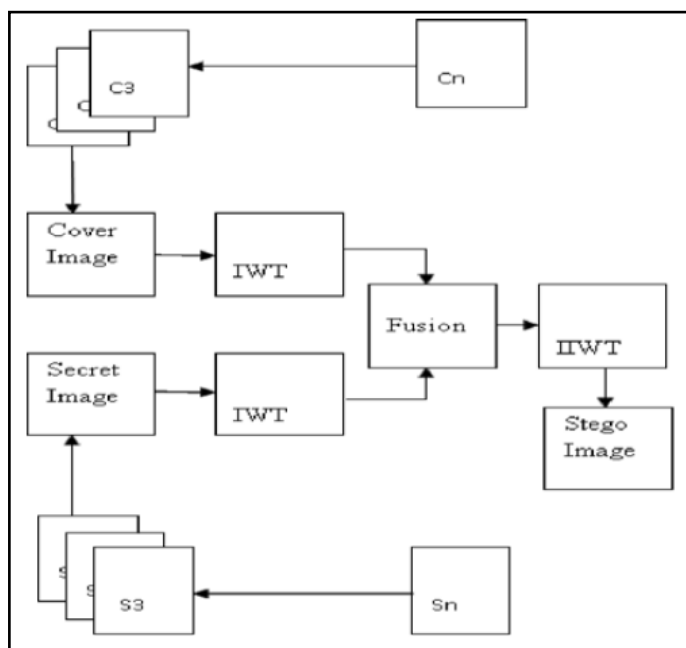 C3
Cn
Cover
Image
IWT
Fusion
IIWT
Secret
Image
IWT
Stego
Image
S3
Sn